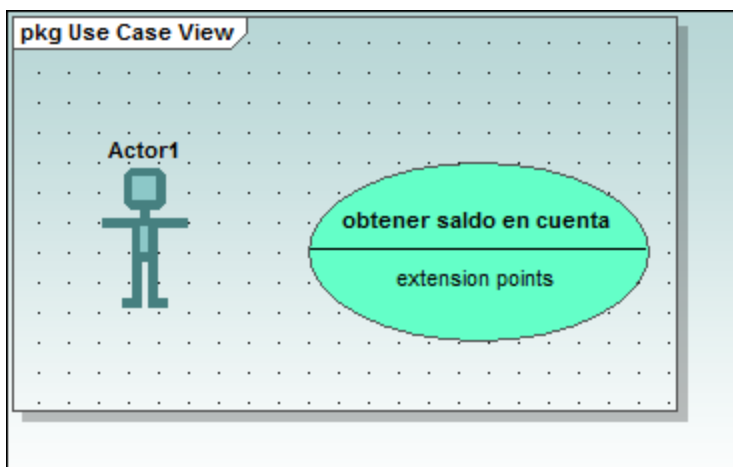 pkg Use Case View
Actor1
obtener saldo en cuenta
extension points